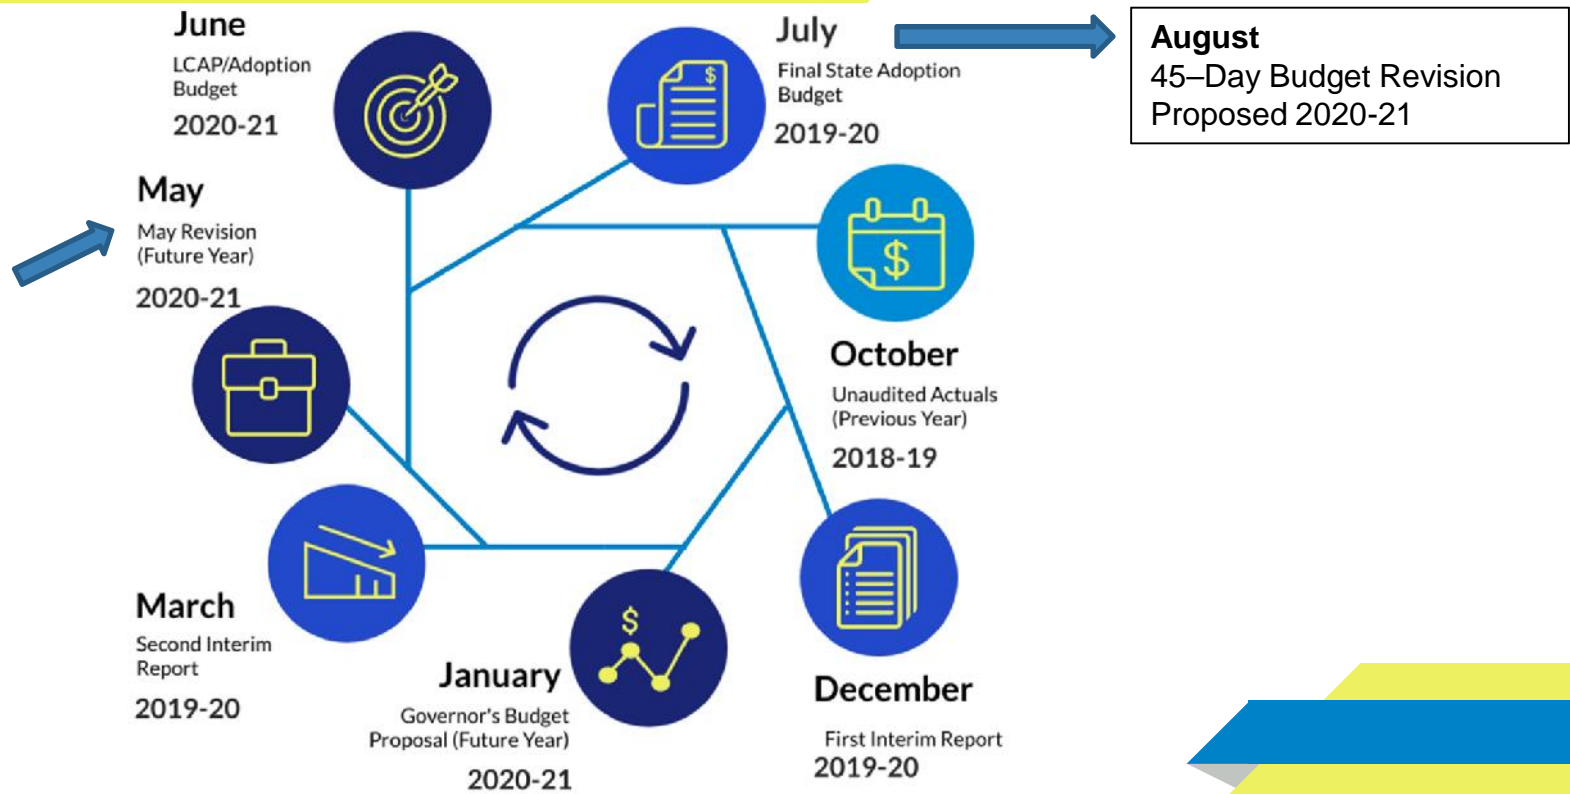 June
LCAP/Adoption
Budget
2020-21
July
Final State Adoption
Budget
2019-20
August
45–Day Budget Revision
Proposed 2020-21
May
May Revision
(Future Year)
2020-21
$
$
October
Unaudited Actuals
(Previous Year)
2018-19
March
Second Interim
Report
2019-20
$
January
Governor's Budget
Proposal (Future Year)
2020-21
December
First Interim Report
2019-20